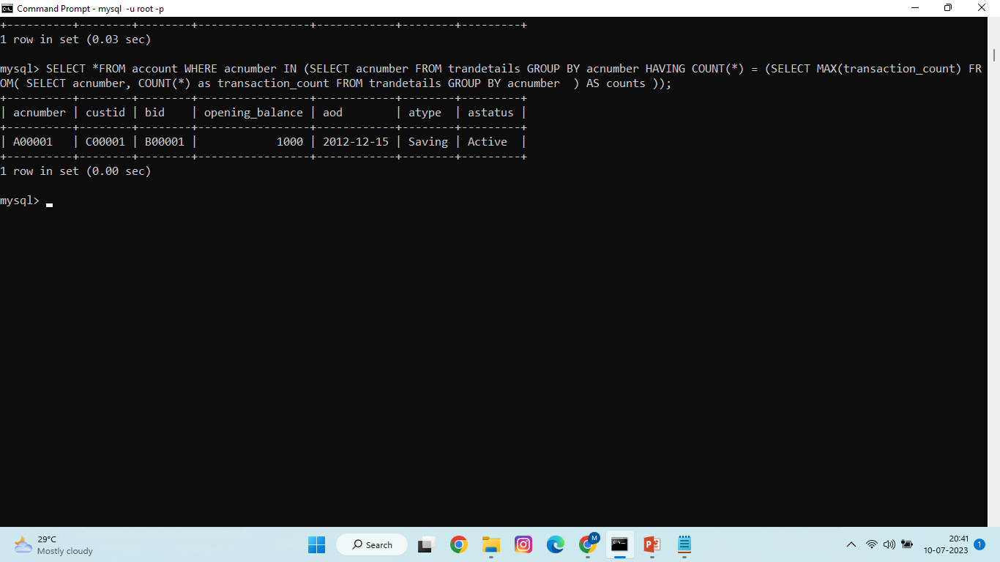 Command Prompt - mysql  -u root -p
+----------+--------+--------+-----------------+------------+--------+---------+
1 row in set (0.03 sec)
mysql> SELECT *FROM account WHERE acnumber IN (SELECT acnumber FROM trandetails GROUP BY acnumber HAVING COUNT(*) = (SELECT MAX(transaction_count) FR
OM( SELECT acnumber, COUNT(*) as transaction_count FROM trandetails GROUP BY acnumber  ) AS counts ));
+----------+--------+--------+-----------------+------------+--------+---------+
| acnumber | custid | bid    | opening_balance | aod        | atype  | astatus |
+----------+--------+--------+-----------------+------------+--------+---------+
| A00001   | C00001 | B00001 |            1000 | 2012-12-15 | Saving | Active  |
+----------+--------+--------+-----------------+------------+--------+---------+
1 row in set (0.00 sec)
mysql>
29°C
Mostly cloudy
Search
M
20:41
10-07-2023
1